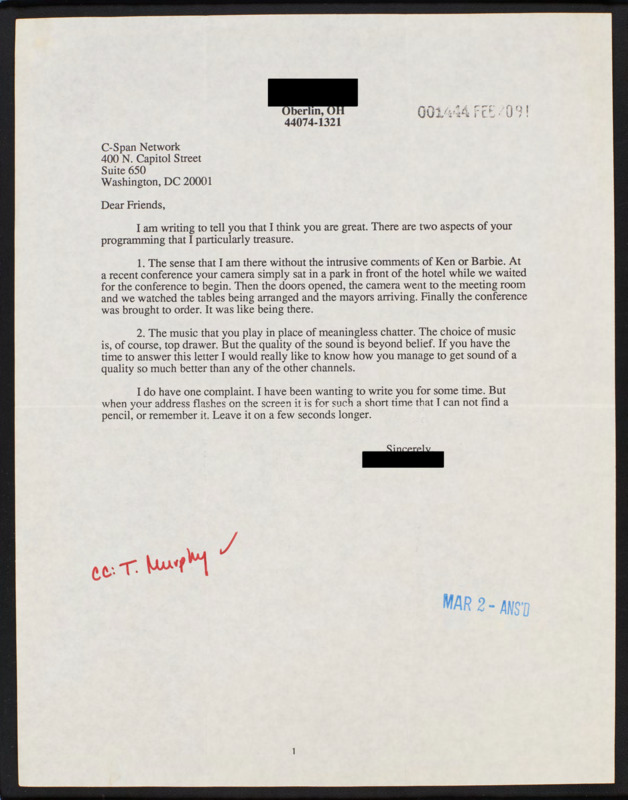 Oberlin, OH
44074-1321
001444 FEB
C-Span Network
400 N. Capitol Street
Suite 650
Washington, DC 20001
Dear Friends,
I am writing to tell you that I think you are great. There are two aspects of your
programming that I particularly treasure.
1. The sense that I am there without the intrusive comments of Ken or Barbie. At
a recent conference your camera simply sat in a park in front of the hotel while we waited
for the conference to begin. Then the doors opened, the camera went to the meeting room
and we watched the tables being arranged and the mayors arriving. Finally the conference
was brought to order. It was like being there.
2. The music that you play in place of meaningless chatter. The choice of music
is, of course, top drawer. But the quality of the sound is beyond belief. If you have the
time to answer this letter I would really like to know how you manage to get sound of a
quality so much better than any of the other channels.
I do have one complaint. I have been wanting to write you for some time. But
when your address flashes on the screen it is for such a short time that I can not find a
pencil, or remember it. Leave it on a few seconds longer.
Sincerely
cc: T. Murphy ✓
MAR 2 - ANS'D
1